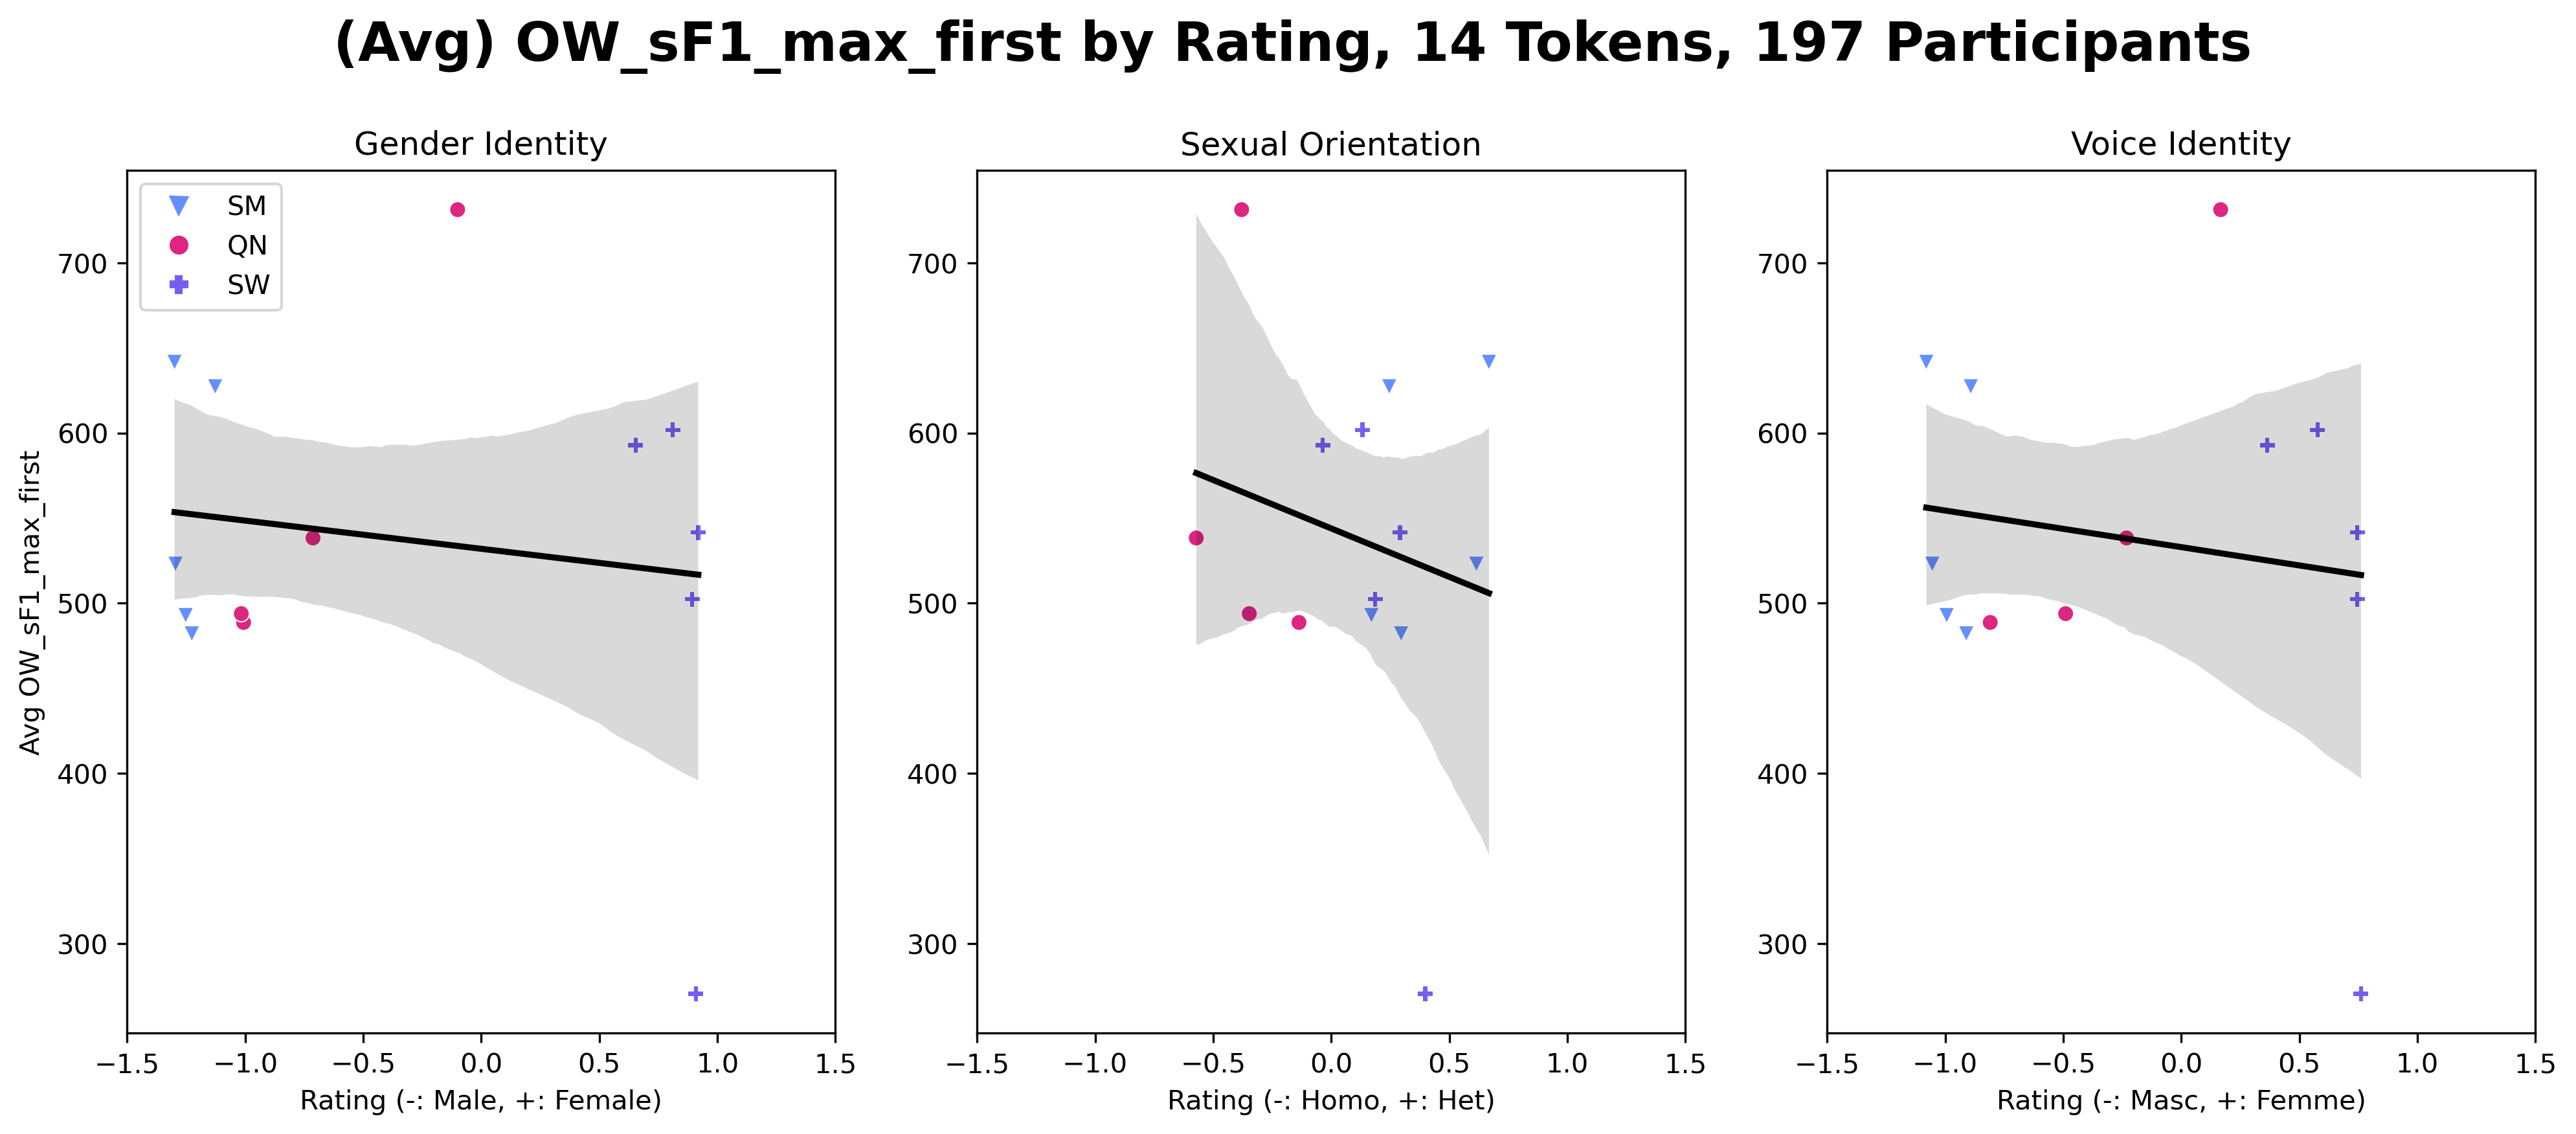 (Avg) OW_sF1_max_first by Rating, 14 Tokens, 197 Participants
Gender Identity
SM
QN
SW
Avg OW_sF1_max_first
700
600
500
400
300
−1.5 −1.0 −0.5 0.0 0.5 1.0 1.5
Rating (-: Male, +: Female)
Sexual Orientation
700
600
500
400
300
−1.5 −1.0 −0.5 0.0 0.5 1.0 1.5
Rating (-: Homo, +: Het)
Voice Identity
700
600
500
400
300
−1.5 −1.0 −0.5 0.0 0.5 1.0 1.5
Rating (-: Masc, +: Femme)